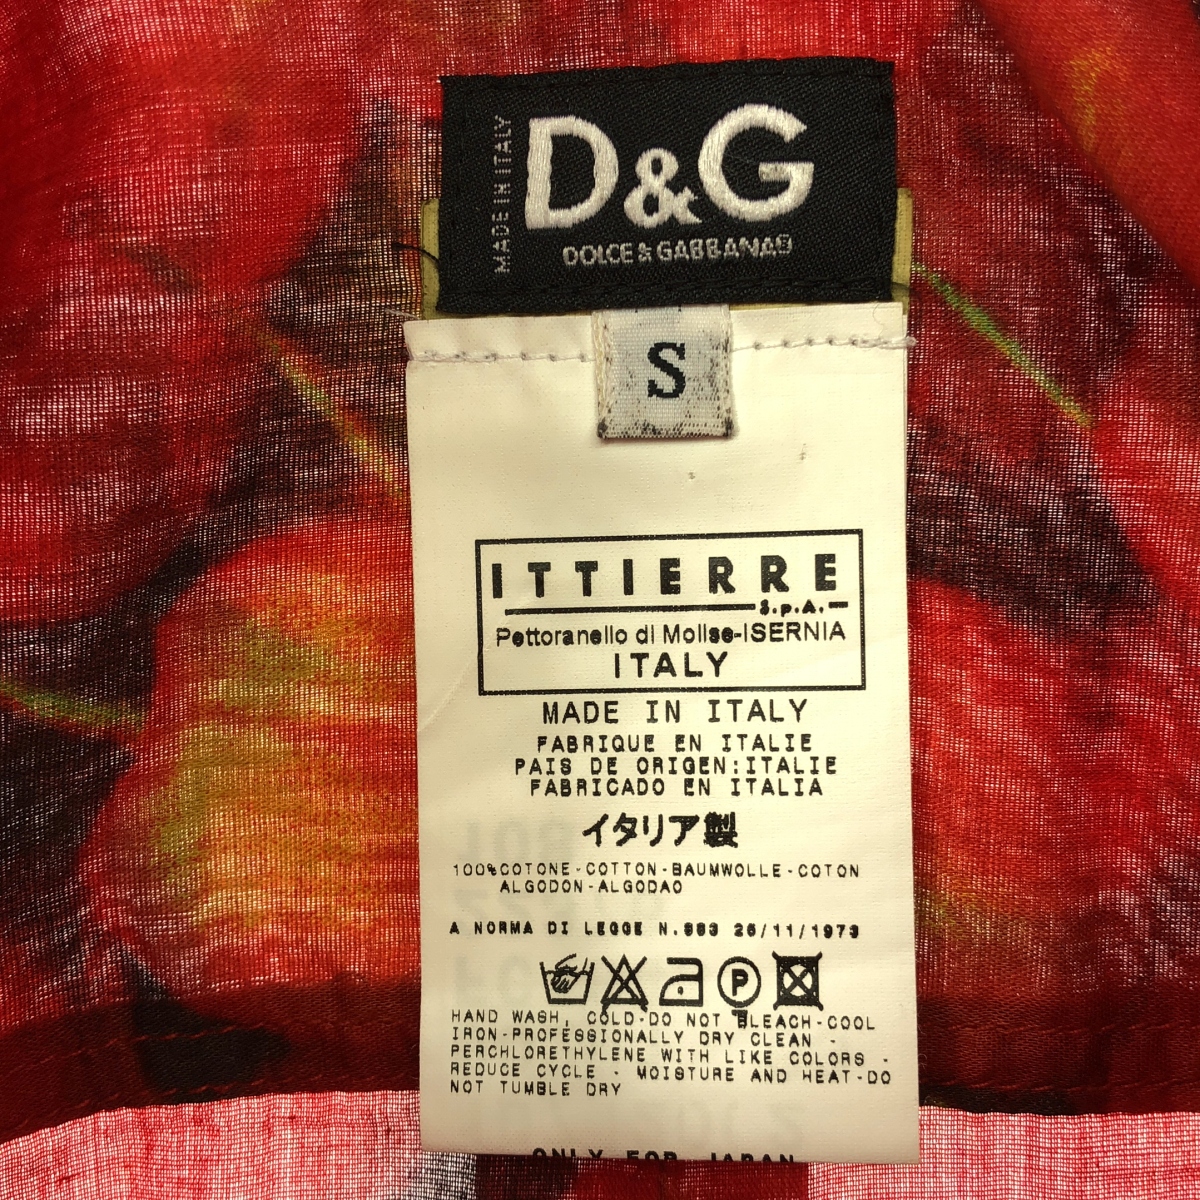 MADE IN ITALY
D&G
DOLCE & GABBANA
S
ITTIERRE
S.p.A.
Pettoranello di Molise-ISERNIA
ITALY
MADE IN ITALY
FABRIQUE EN ITALIE
PAIS DE ORIGEN:ITALIE
FABRICADO EN ITALIA
イタリア製
100%COTONE-COTTON-BAUMWOLLE-COTON
ALGODON-ALGODAO
A NORMA DI LEGGE N.883 26/11/1973
P
HAND WASH, COLD-DO NOT BLEACH-COOL
IRON-PROFESSIONALLY DRY CLEAN -
PERCHLORETHYLENE WITH LIKE COLORS -
REDUCE CYCLE - MOISTURE AND HEAT-DO
NOT TUMBLE DRY
ONLY FOR JAPAN